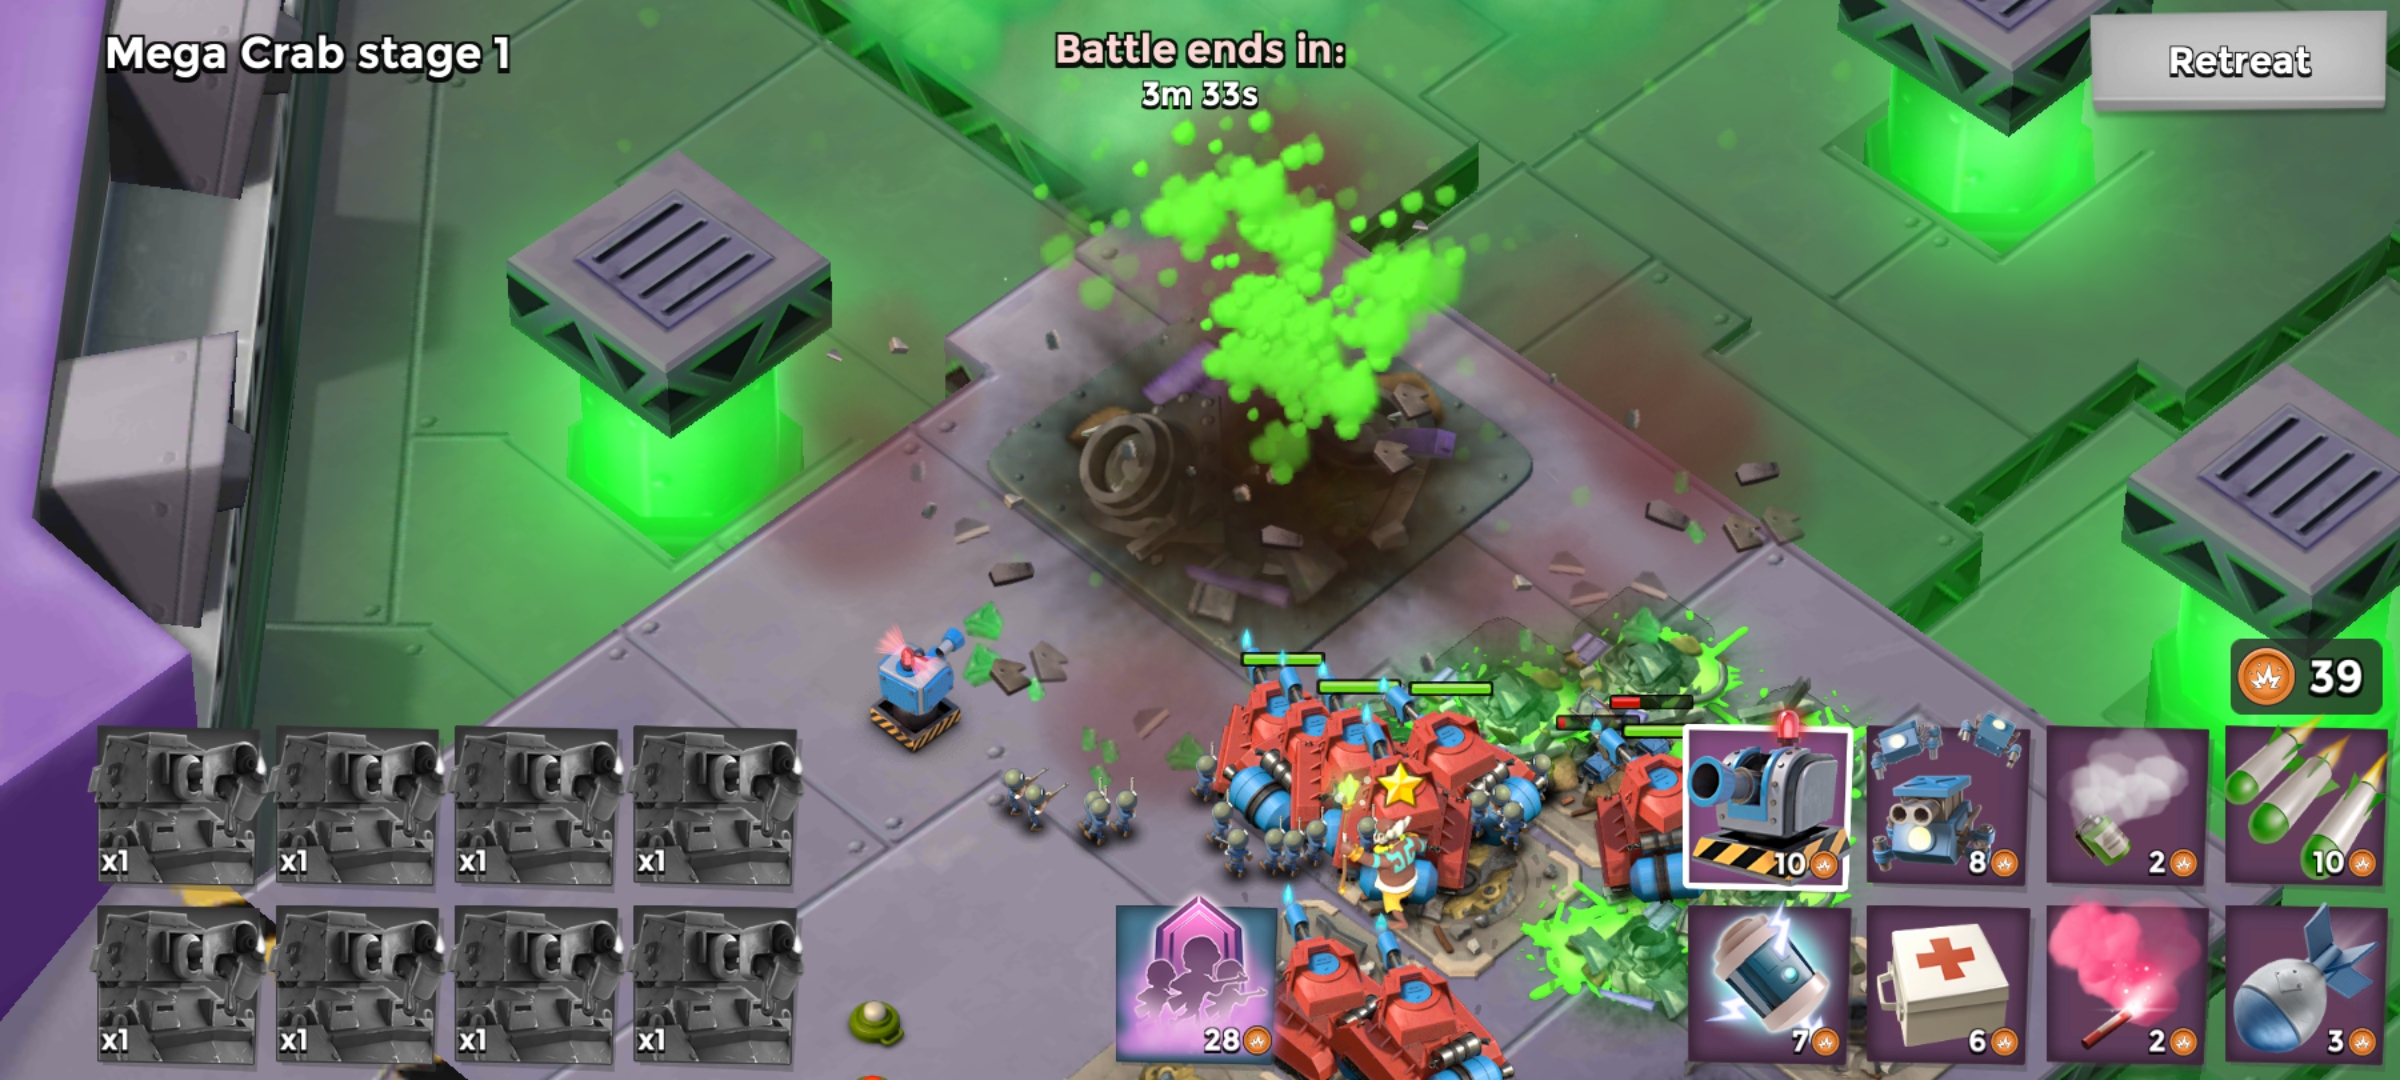 Mega Crab stage 1
Battle ends in:
3m 33s
Retreat
39
x1
x1
x1
x1
10
8
2
10
x1
x1
x1
x1
28
7
6
2
3